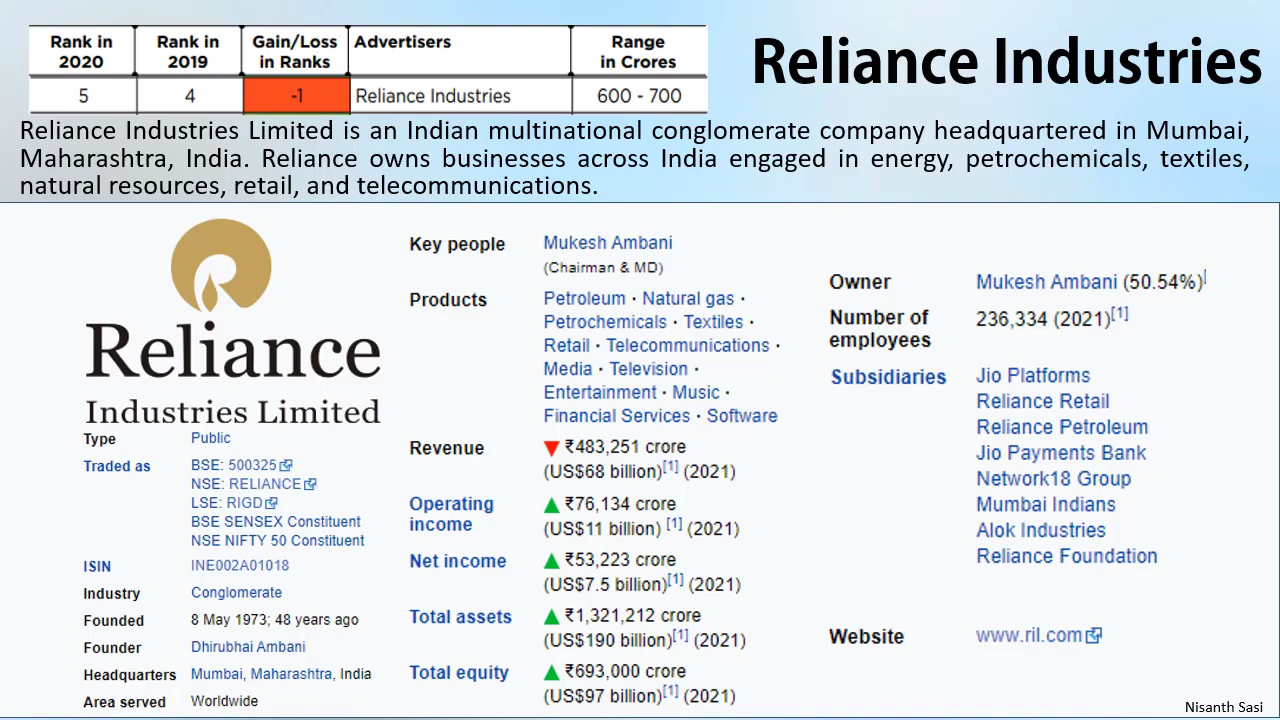 Rank in 2020 Rank in 2019 Gain/Loss in Ranks Advertisers Range in Crores
5 4 -1 Reliance Industries 600 - 700
Reliance Industries
Reliance Industries Limited is an Indian multinational conglomerate company headquartered in Mumbai,
Maharashtra, India. Reliance owns businesses across India engaged in energy, petrochemicals, textiles,
natural resources, retail, and telecommunications.
Reliance
Industries Limited
Type Public
Traded as BSE: 500325
NSE: RELIANCE
LSE: RIGD
BSE SENSEX Constituent
NSE NIFTY 50 Constituent
ISIN INE002A01018
Industry Conglomerate
Founded 8 May 1973; 48 years ago
Founder Dhirubhai Ambani
Headquarters Mumbai, Maharashtra, India
Area served Worldwide
Key people Mukesh Ambani
(Chairman & MD)
Products Petroleum · Natural gas ·
Petrochemicals · Textiles ·
Retail · Telecommunications ·
Media · Television ·
Entertainment · Music ·
Financial Services · Software
Revenue ▼ ₹483,251 crore
(US$68 billion)[1] (2021)
Operating income ▲ ₹76,134 crore
(US$11 billion) [1] (2021)
Net income ▲ ₹53,223 crore
(US$7.5 billion)[1] (2021)
Total assets ▲ ₹1,321,212 crore
(US$190 billion)[1] (2021)
Total equity ▲ ₹693,000 crore
(US$97 billion)[1] (2021)
Owner Mukesh Ambani (50.54%)[
Number of employees 236,334 (2021)[1]
Subsidiaries Jio Platforms
Reliance Retail
Reliance Petroleum
Jio Payments Bank
Network18 Group
Mumbai Indians
Alok Industries
Reliance Foundation
Website www.ril.com
Nisanth Sasi